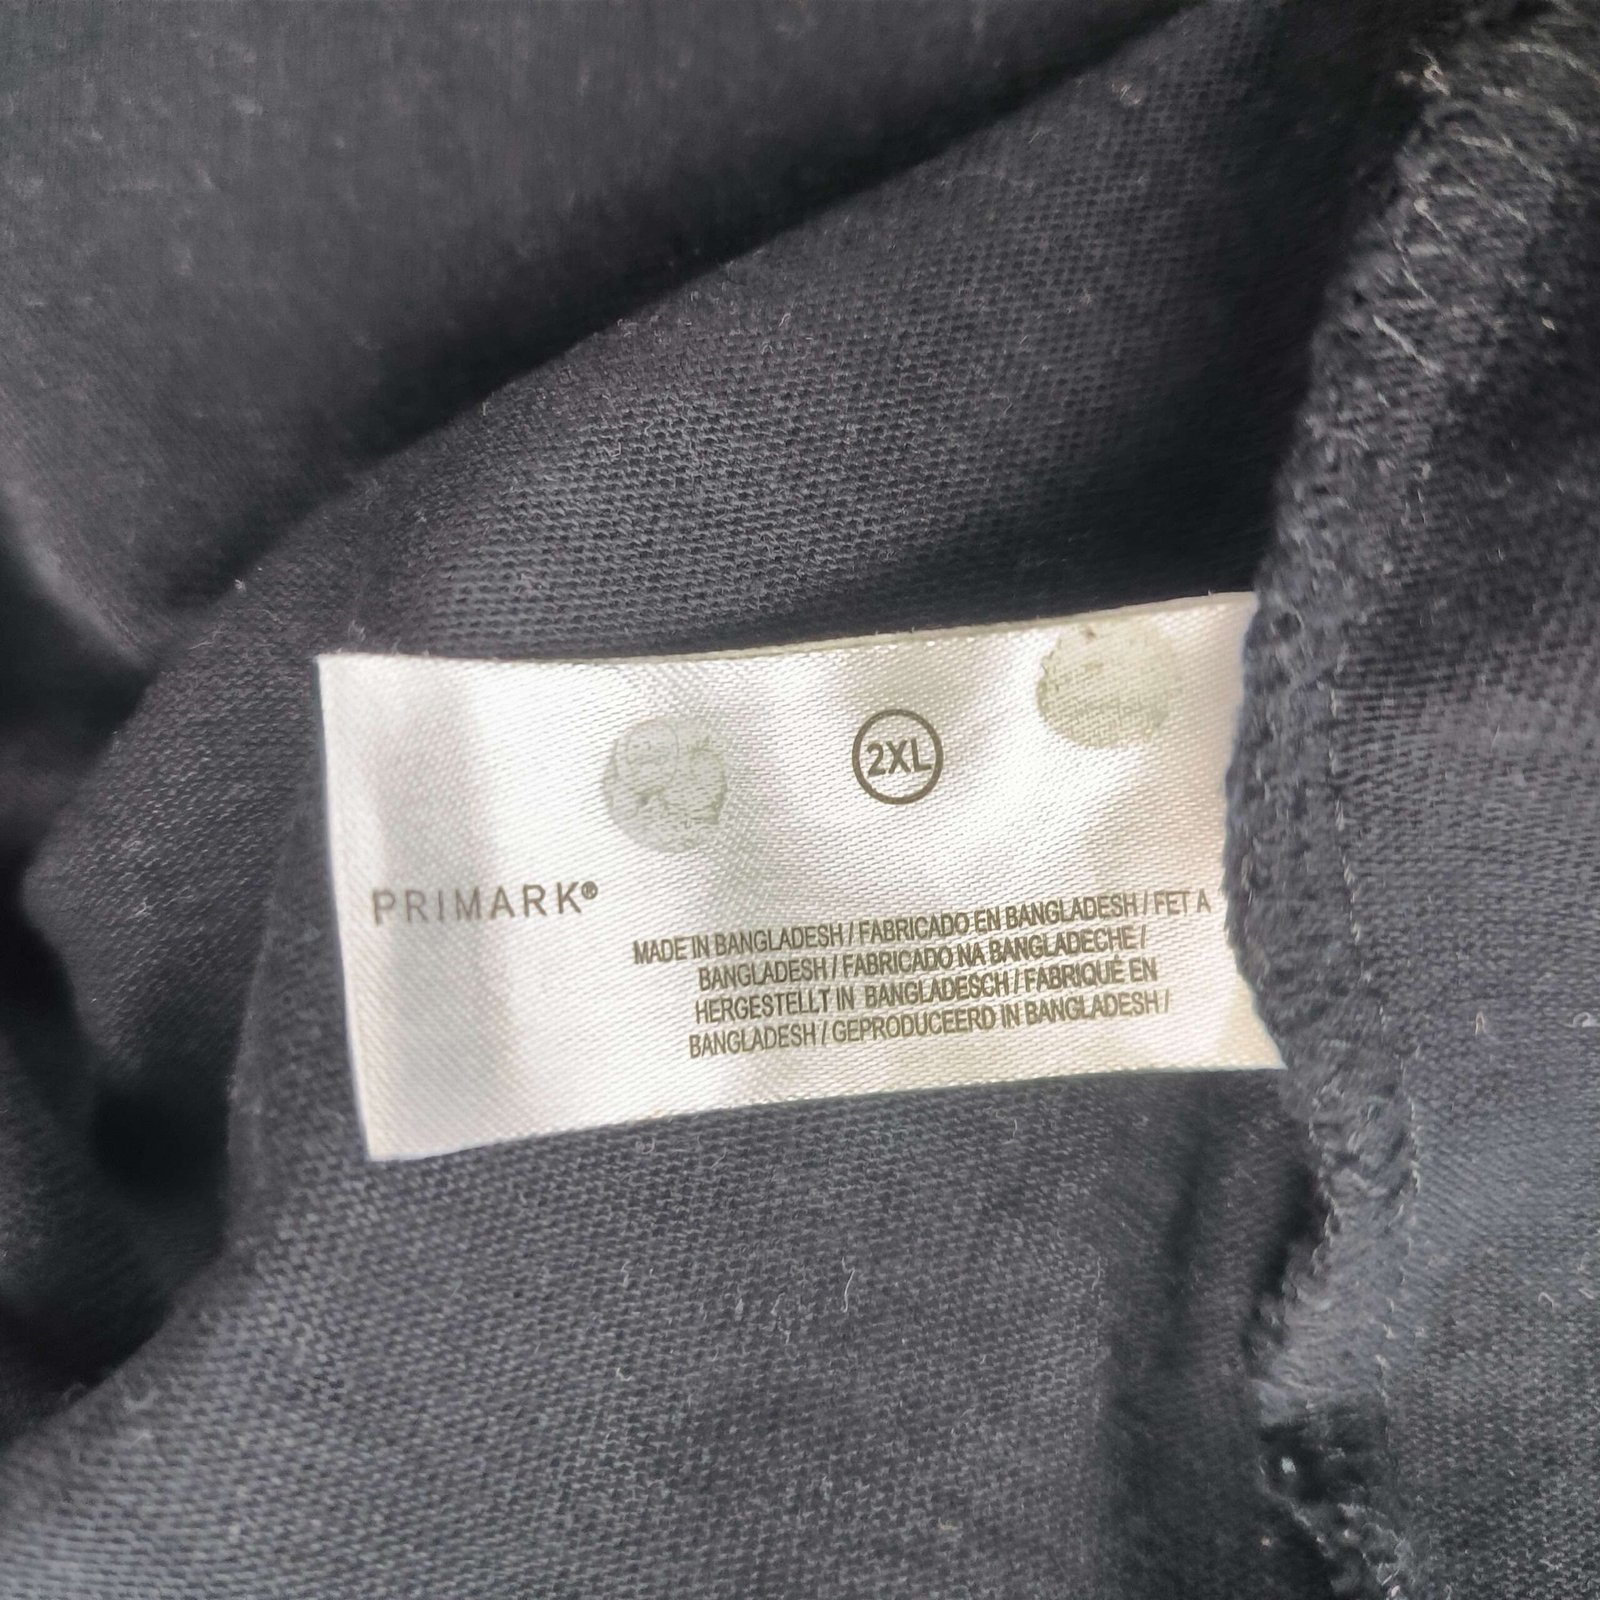 2XL
PRIMARK®
MADE IN BANGLADESH / FABRICADO EN BANGLADESH / FET A
BANGLADESH / FABRICADO NA BANGLADECHE /
HERGESTELLT IN BANGLADESCH / FABRIQUÉ EN
BANGLADESH / GEPRODUCEERD IN BANGLADESH /